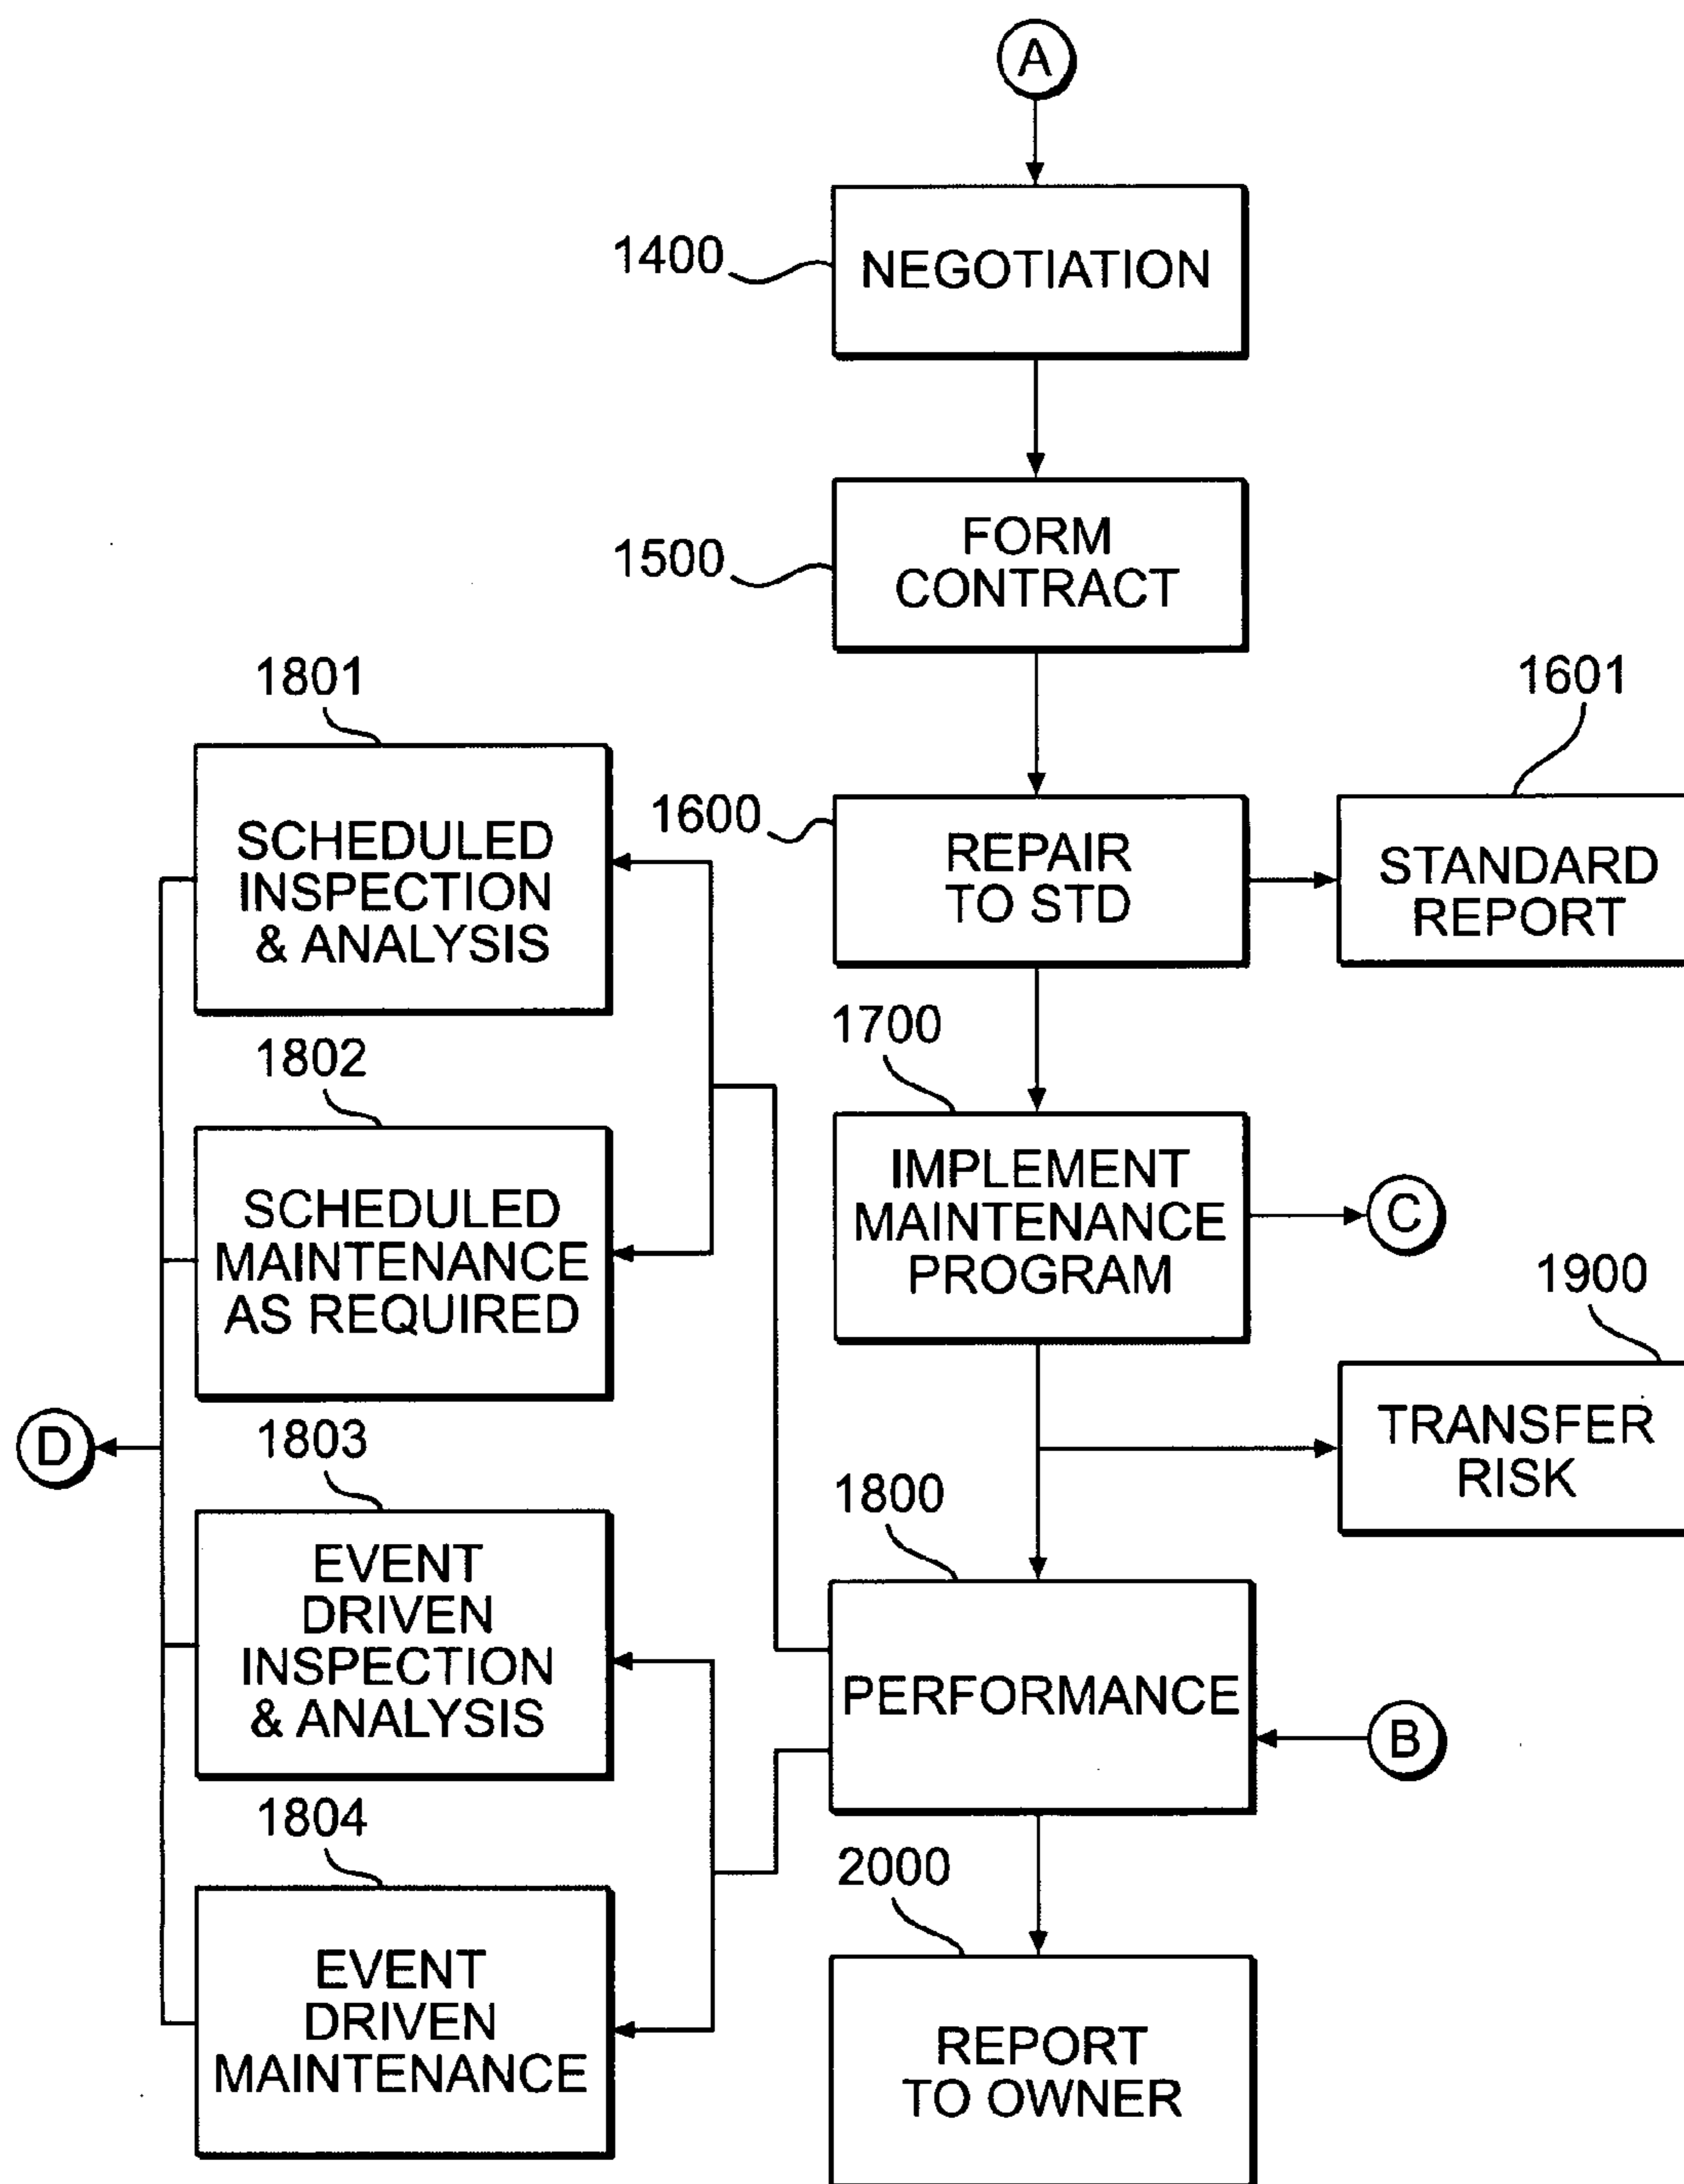 A
1400
NEGOTIATION
1500
FORM
CONTRACT
1801
1601
SCHEDULED
INSPECTION
& ANALYSIS
1600
REPAIR
TO STD
STANDARD
REPORT
1802
1700
SCHEDULED
MAINTENANCE
AS REQUIRED
IMPLEMENT
MAINTENANCE
PROGRAM
C
1900
D
1803
TRANSFER
RISK
1800
EVENT
DRIVEN
INSPECTION
& ANALYSIS
PERFORMANCE
B
1804
2000
EVENT
DRIVEN
MAINTENANCE
REPORT
TO OWNER